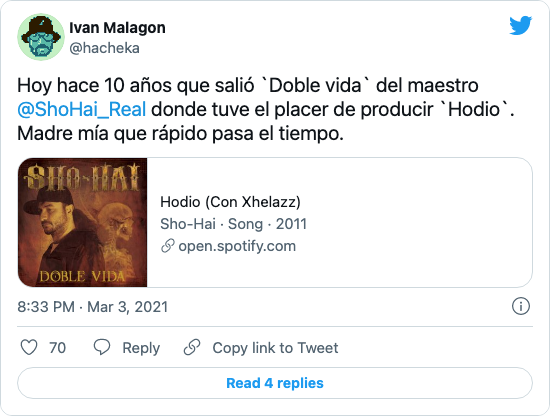 Ivan Malagon
@hacheka
Hoy hace 10 años que salió `Doble vida` del maestro
@ShoHai_Real donde tuve el placer de producir `Hodio`.
Madre mía que rápido pasa el tiempo.
SHO-HAI
DOBLE VIDA
Hodio (Con Xhelazz)
Sho-Hai · Song · 2011
open.spotify.com
8:33 PM · Mar 3, 2021
70 Reply Copy link to Tweet
Read 4 replies